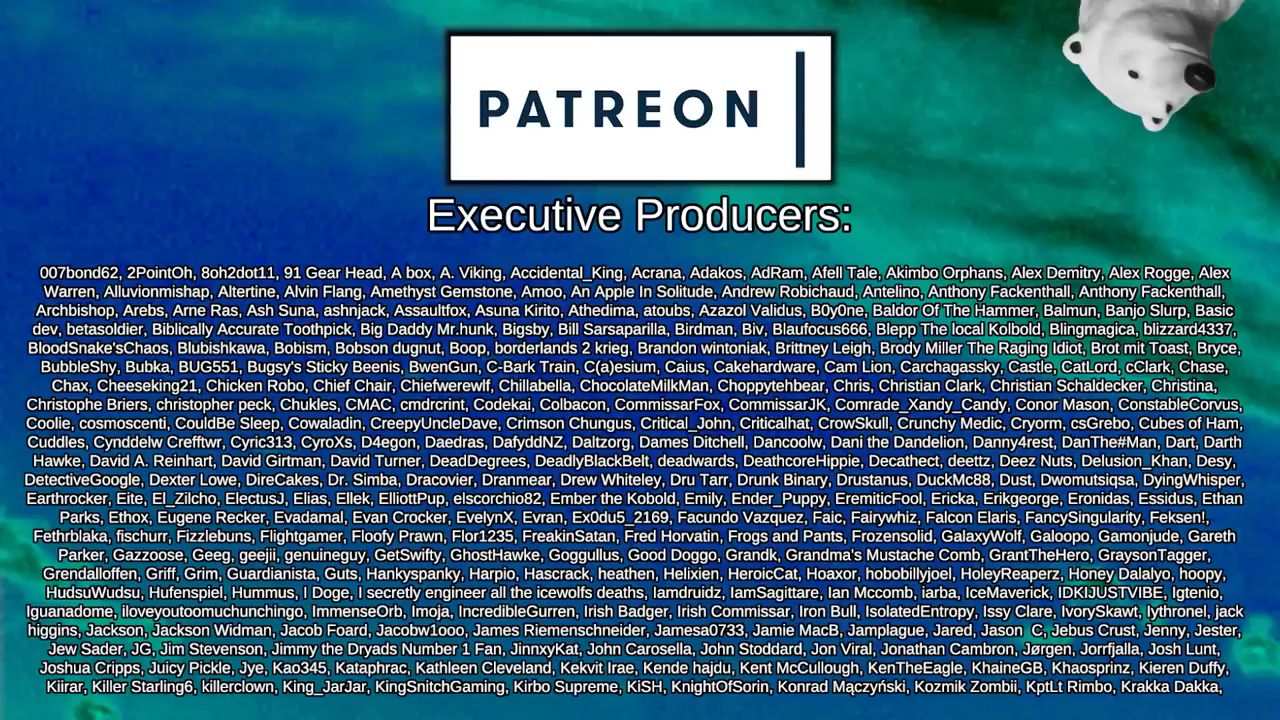 PATREON
Executive Producers:
007bond62, 2PointOh, 8oh2dot11, 91 Gear Head, A box, A. Viking, Accidental_King, Acrana, Adakos, AdRam, Afell Tale, Akimbo Orphans, Alex Demitry, Alex Rogge, Alex
Warren, Alluvionmishap, Altertine, Alvin Flang, Amethyst Gemstone, Amoo, An Apple In Solitude, Andrew Robichaud, Antelino, Anthony Fackenthall, Anthony Fackenthall,
Archbishop, Arebs, Arne Ras, Ash Suna, ashnjack, Assaultfox, Asuna Kirito, Athedima, atoubs, Azazol Validus, B0y0ne, Baldor Of The Hammer, Balmun, Banjo Slurp, Basic
dev, betasoldier, Biblically Accurate Toothpick, Big Daddy Mr.hunk, Bigsby, Bill Sarsaparilla, Birdman, Biv, Blaufocus666, Blepp The local Kolbold, Blingmagica, blizzard4337,
BloodSnake'sChaos, Blubishkawa, Bobism, Bobson dugnut, Boop, borderlands 2 krieg, Brandon wintoniak, Brittney Leigh, Brody Miller The Raging Idiot, Brot mit Toast, Bryce,
BubbleShy, Bubka, BUG551, Bugsy's Sticky Beenis, BwenGun, C-Bark Train, C(a)esium, Caius, Cakehardware, Cam Lion, Carchagassky, Castle, CatLord, cClark, Chase,
Chax, Cheeseking21, Chicken Robo, Chief Chair, Chiefwerewlf, Chillabella, ChocolateMilkMan, Choppytehbear, Chris, Christian Clark, Christian Schaldecker, Christina,
Christophe Briers, christopher peck, Chukles, CMAC, cmdrcrint, Codekai, Colbacon, CommissarFox, CommissarJK, Comrade_Xandy_Candy, Conor Mason, ConstableCorvus,
Coolie, cosmoscenti, CouldBe Sleep, Cowaladin, CreepyUncleDave, Crimson Chungus, Critical_John, Criticalhat, CrowSkull, Crunchy Medic, Cryorm, csGrebo, Cubes of Ham,
Cuddles, Cynddelw Crefftwr, Cyric313, CyroXs, D4egon, Daedras, DafyddNZ, Daltzorg, Dames Ditchell, Dancoolw, Dani the Dandelion, Danny4rest, DanThe#Man, Dart, Darth
Hawke, David A. Reinhart, David Girtman, David Turner, DeadDegrees, DeadlyBlackBelt, deadwards, DeathcoreHippie, Decathect, deettz, Deez Nuts, Delusion_Khan, Desy,
DetectiveGoogle, Dexter Lowe, DireCakes, Dr. Simba, Dracovier, Dranmear, Drew Whiteley, Dru Tarr, Drunk Binary, Drustanus, DuckMc88, Dust, Dwomutsiqsa, DyingWhisper,
Earthrocker, Eite, El_Zilcho, ElectusJ, Elias, Ellek, ElliottPup, elscorchio82, Ember the Kobold, Emily, Ender_Puppy, EremiticFool, Ericka, Erikgeorge, Eronidas, Essidus, Ethan
Parks, Ethox, Eugene Recker, Evadamal, Evan Crocker, EvelynX, Evran, Ex0du5_2169, Facundo Vazquez, Faic, Fairywhiz, Falcon Elaris, FancySingularity, Feksen!,
Fethrblaka, fischurr, Fizzlebuns, Flightgamer, Floofy Prawn, Flor1235, FreakinSatan, Fred Horvatin, Frogs and Pants, Frozensolid, GalaxyWolf, Galoopo, Gamonjude, Gareth
Parker, Gazzoose, Geeg, geejii, genuineguy, GetSwifty, GhostHawke, Goggullus, Good Doggo, Grandk, Grandma's Mustache Comb, GrantTheHero, GraysonTagger,
Grendalloffen, Griff, Grim, Guardianista, Guts, Hankyspanky, Harpio, Hascrack, heathen, Helixien, HeroicCat, Hoaxor, hobobillyjoel, HoleyReaperz, Honey Dalalyo, hoopy,
HudsuWudsu, Hufenspiel, Hummus, I Doge, I secretly engineer all the icewolfs deaths, Iamdruidz, IamSagittare, Ian Mccomb, iarba, IceMaverick, IDKIJUSTVIBE, Igtenio,
Iguanadome, iloveyoutoomuchunchingo, ImmenseOrb, Imoja, IncredibleGurren, Irish Badger, Irish Commissar, Iron Bull, IsolatedEntropy, Issy Clare, IvorySkawt, Iythronel, jack
higgins, Jackson, Jackson Widman, Jacob Foard, Jacobw1ooo, James Riemenschneider, Jamesa0733, Jamie MacB, Jamplague, Jared, Jason_C, Jebus Crust, Jenny, Jester,
Jew Sader, JG, Jim Stevenson, Jimmy the Dryads Number 1 Fan, JinnxyKat, John Carosella, John Stoddard, Jon Viral, Jonathan Cambron, Jørgen, Jorrfjalla, Josh Lunt,
Joshua Cripps, Juicy Pickle, Jye, Kao345, Kataphrac, Kathleen Cleveland, Kekvit Irae, Kende hajdu, Kent McCullough, KenTheEagle, KhaineGB, Khaosprinz, Kieren Duffy,
Kiirar, Killer Starling6, killerclown, King_JarJar, KingSnitchGaming, Kirbo Supreme, KiSH, KnightOfSorin, Konrad Mączyński, Kozmik Zombii, KptLt Rimbo, Krakka Dakka,